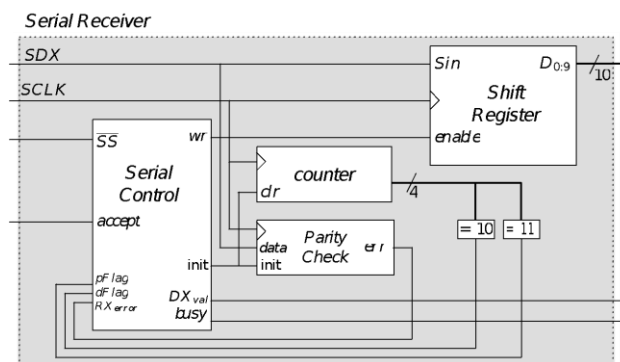 Serial Receiver
SDX
SCLK
Sin
D0:9
10
Shift
Register
enable
SS
wr
Serial
Control
accept
counter
clr
4
= 10
= 11
Parity
Check
data
err
init
init
pFlag
dFlag
RXerror
DXval
busy